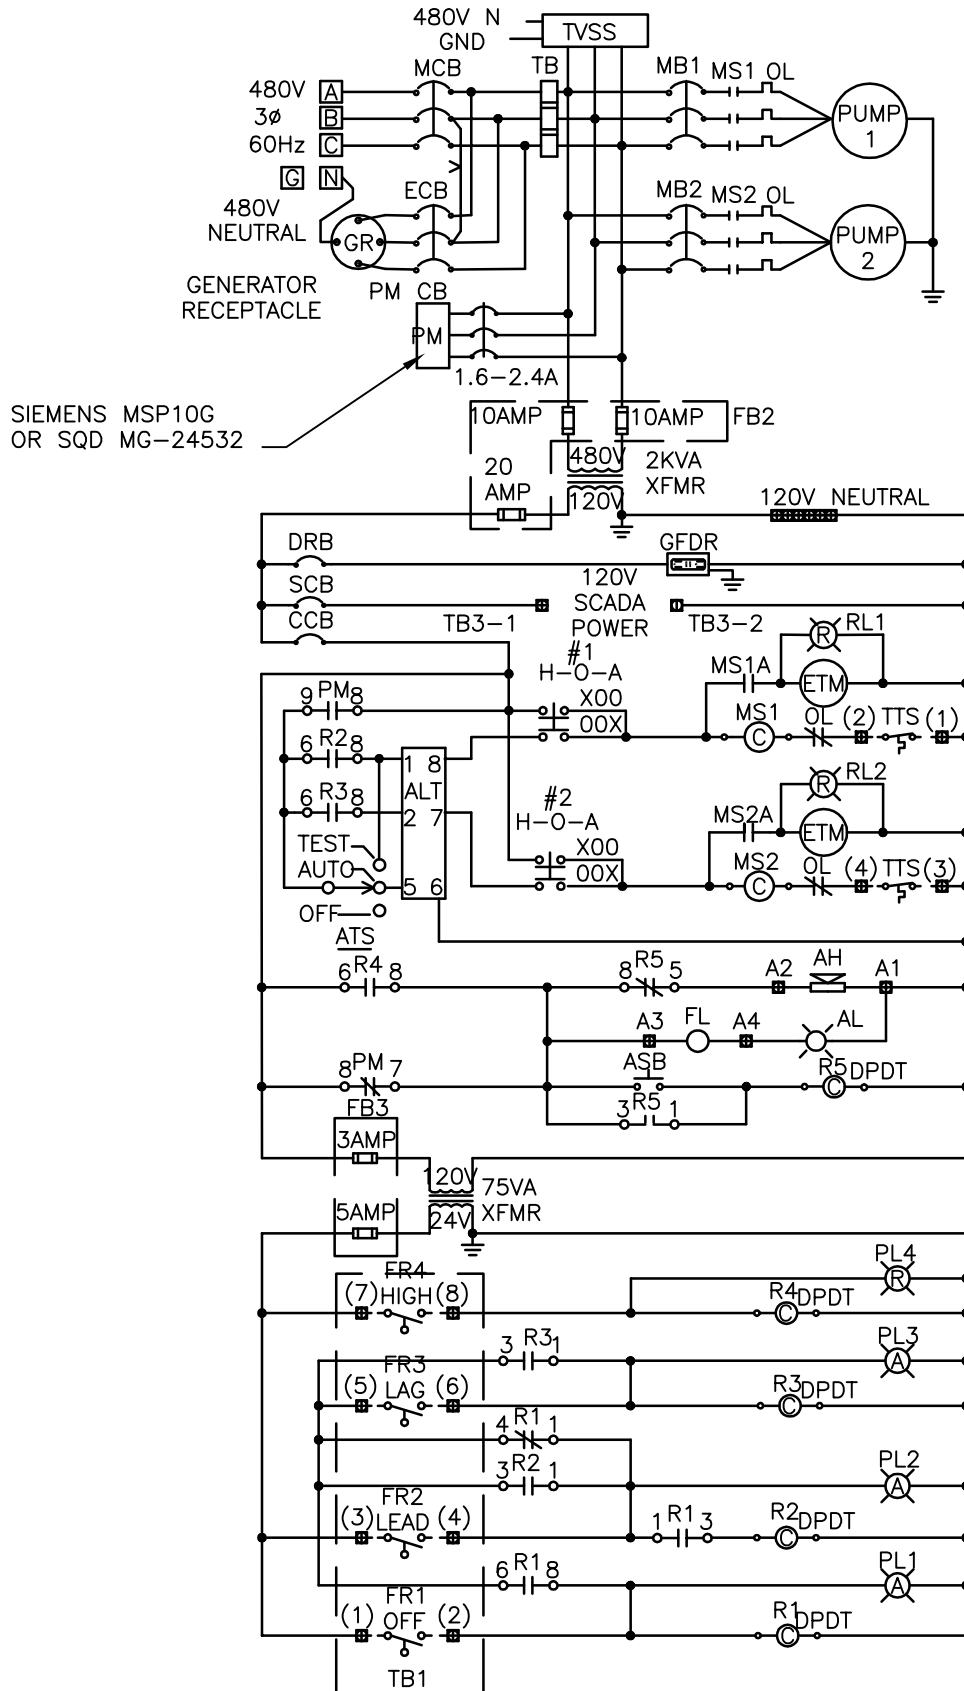 480V N
GND
TVSS
MCB
TB
MB1
MS1 OL
480V A
3ø B
60Hz C
PUMP
1
G N
480V
NEUTRAL
ECB
GR
MB2
MS2 OL
PUMP
2
GENERATOR
RECEPTACLE
PM CB
PM
1.6-2.4A
SIEMENS MSP10G
OR SQD MG-24532
10AMP
10AMP
FB2
20
AMP
480V
120V
2KVA
XFMR
120V NEUTRAL
DRB
GFDR
SCB
120V
SCADA
POWER
TB3-1
TB3-2
CCB
RL1
R
#1
H-O-A
X00
00X
MS1A
ETM
9 PM 8
MS1
C
OL (2) TTS (1)
6 R2 8
1 8
ALT
2 7
5 6
RL2
R
6 R3 8
#2
H-O-A
X00
00X
MS2A
ETM
TEST
AUTO
OFF
MS2
C
OL (4) TTS (3)
ATS
6 R4 8
8 R5 5
A2
AH
A1
A3
FL
A4
AL
ASB
8 PM 7
R5 DPDT
C
3 R5 1
FB3
3AMP
120V
24V
75VA
XFMR
5AMP
PL4
R
FR4
(7) HIGH (8)
R4 DPDT
C
3 R3 1
PL3
A
FR3
(5) LAG (6)
R3 DPDT
C
4 R1 1
3 R2 1
PL2
A
FR2
(3) LEAD (4)
1 R1 3
R2 DPDT
C
6 R1 8
PL1
A
FR1
(1) OFF (2)
R1 DPDT
C
TB1